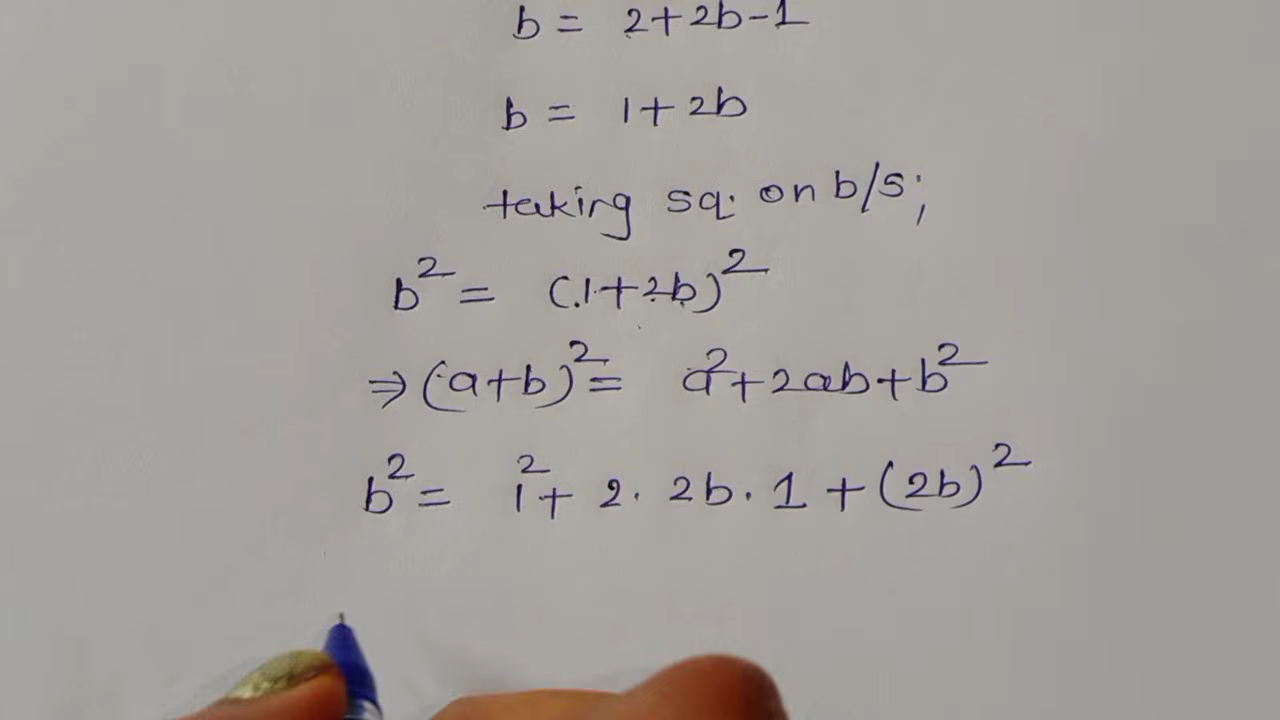 b = 2+2b-1
b = 1+2b
taking sq. on b/s;
b² = (1+2b)²
⇒(a+b)² = a²+2ab+b²
b² = 1²+ 2. 2b. 1 + (2b)²